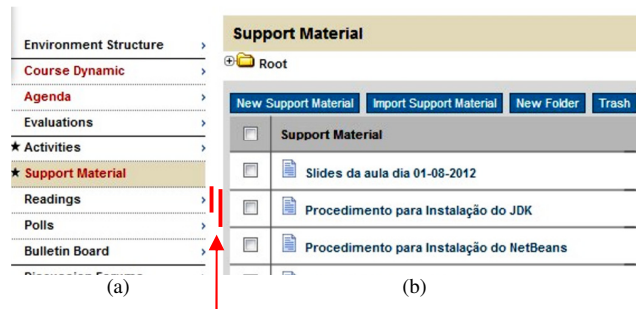 Environment Structure
Course Dynamic
Agenda
Evaluations
Activities
Support Material
Readings
Polls
Bulletin Board
(a)
Support Material
Root
New Support Material Import Support Material New Folder Trash
Support Material
Slides da aula dia 01-08-2012
Procedimento para Instalação do JDK
Procedimento para Instalação do NetBeans
(b)